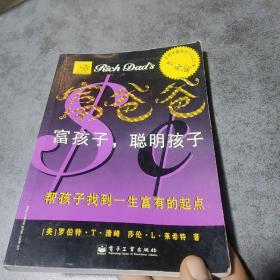 Rich Dad's
富爸爸
富孩子，聪明孩子
帮孩子找到一生富有的起点
[美]罗伯特·T·清崎 莎伦·L·莱希特 著
电子工业出版社